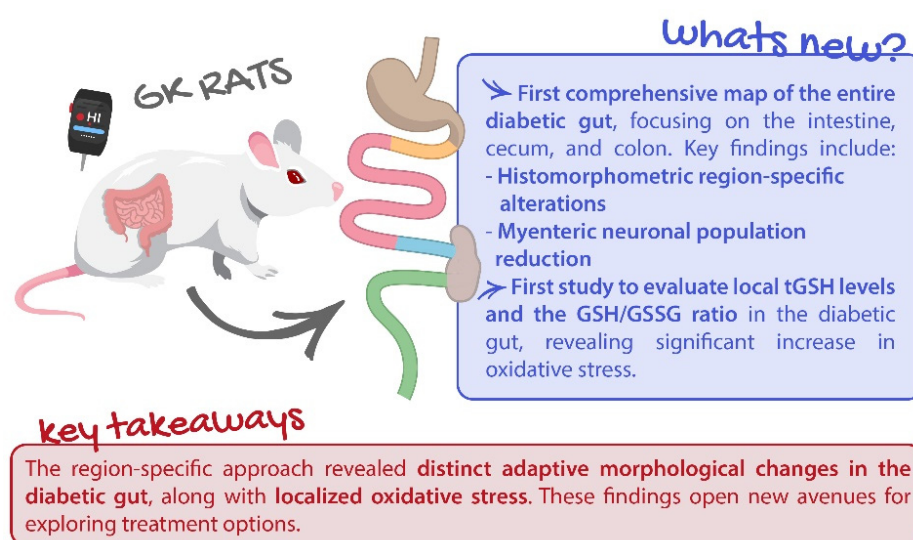 whats new?
GK RATS
HI
➢ First comprehensive map of the entire
diabetic gut, focusing on the intestine,
cecum, and colon. Key findings include:
- Histomorphometric region-specific
alterations
- Myenteric neuronal population
reduction
➢ First study to evaluate local tGSH levels
and the GSH/GSSG ratio in the diabetic
gut, revealing significant increase in
oxidative stress.
key takeaways
The region-specific approach revealed distinct adaptive morphological changes in the
diabetic gut, along with localized oxidative stress. These findings open new avenues for
exploring treatment options.